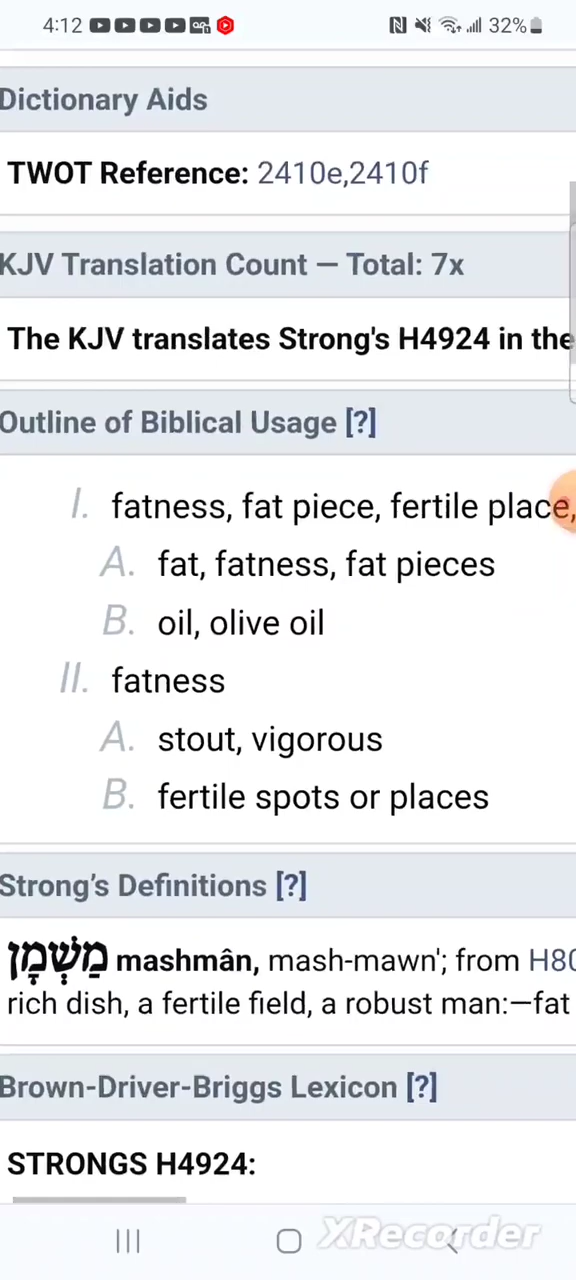 4:12 32%
Dictionary Aids
TWOT Reference: 2410e,2410f
KJV Translation Count — Total: 7x
The KJV translates Strong's H4924 in the
Outline of Biblical Usage [?]
I. fatness, fat piece, fertile place,
A. fat, fatness, fat pieces
B. oil, olive oil
II. fatness
A. stout, vigorous
B. fertile spots or places
Strong's Definitions [?]
מַשְׁמָן mashmân, mash-mawn'; from H80
rich dish, a fertile field, a robust man:—fat
Brown-Driver-Briggs Lexicon [?]
STRONGS H4924:
XRecorder